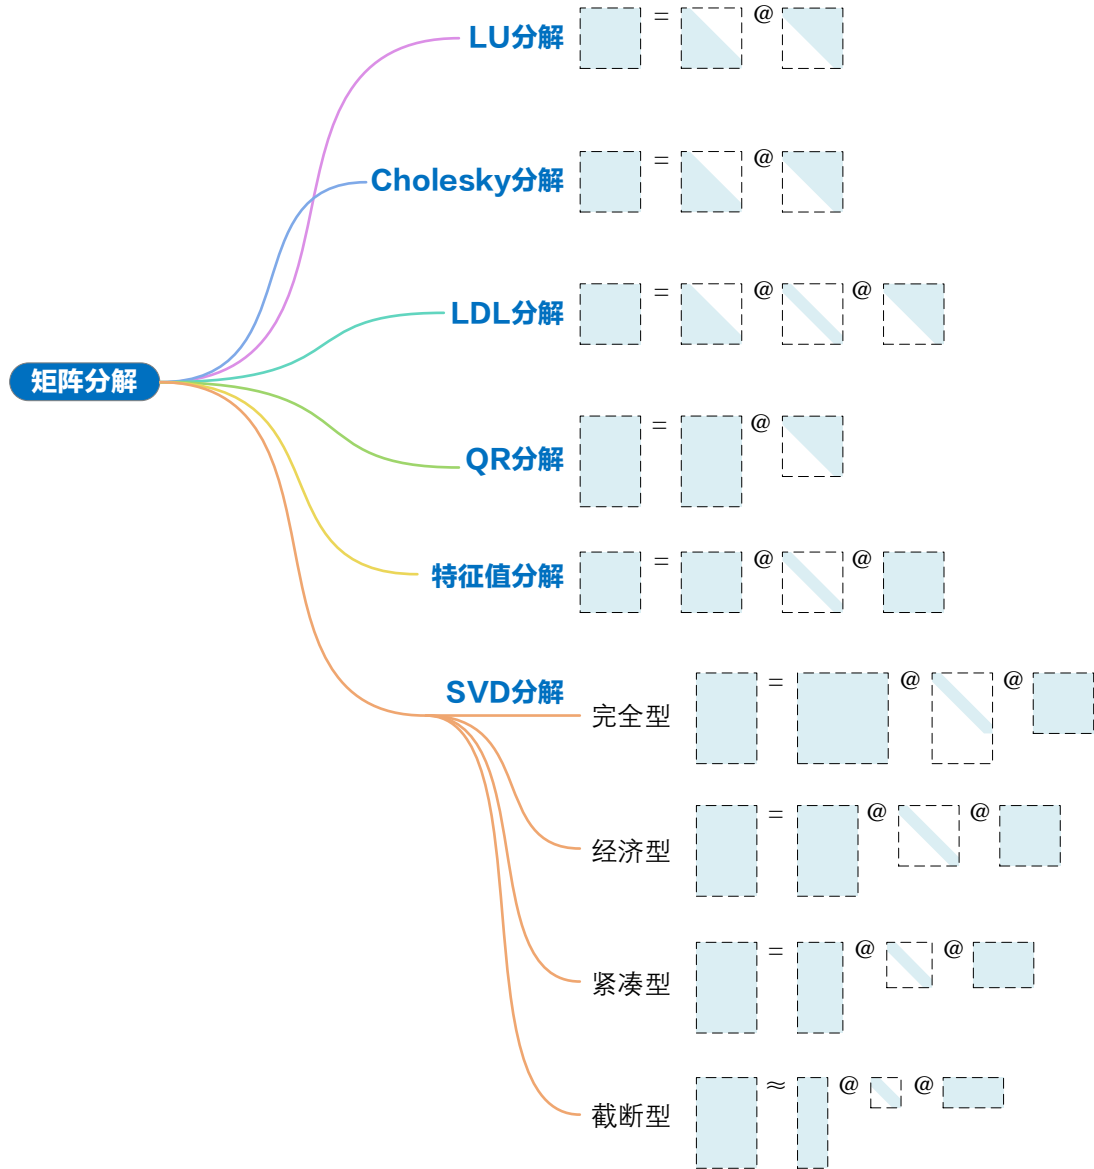 LU分解
= @
Cholesky分解
= @
LDL分解
= @ @
矩阵分解
QR分解
= @
特征值分解
= @ @
SVD分解
完全型
= @ @
经济型
= @ @
紧凑型
= @ @
截断型
≈ @ @